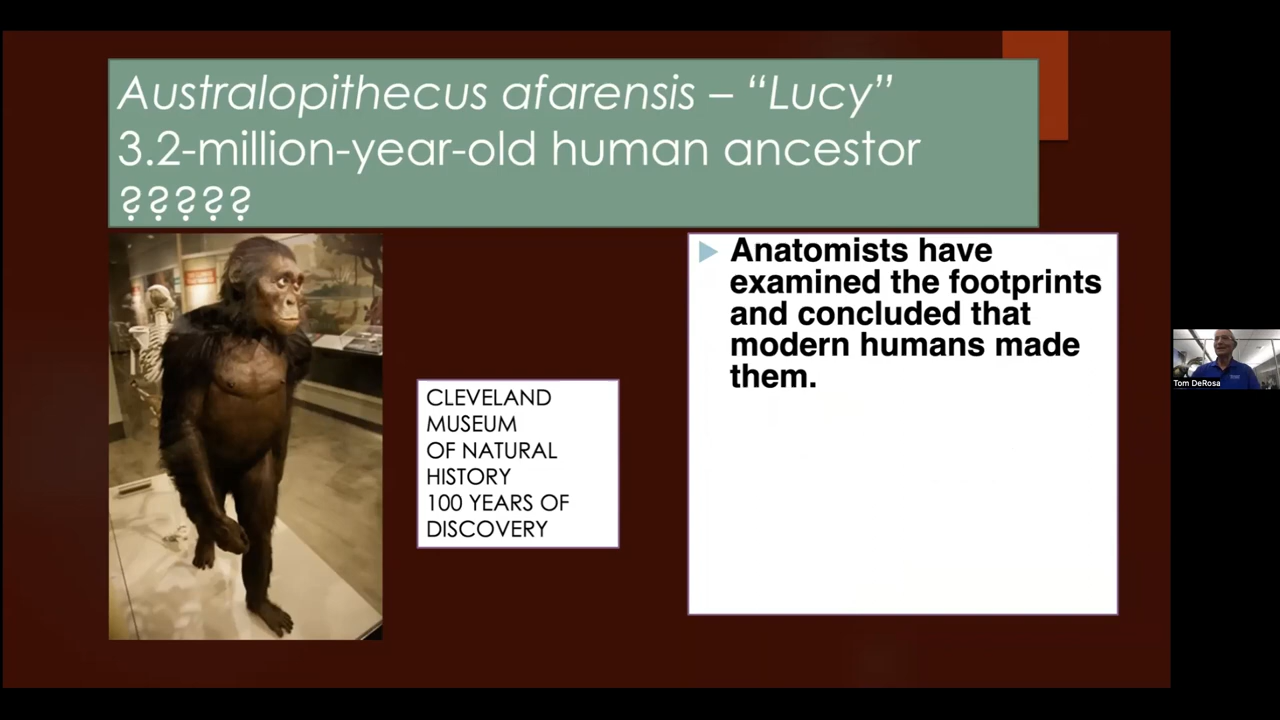 Australopithecus afarensis – “Lucy”
3.2-million-year-old human ancestor
?????
CLEVELAND
MUSEUM
OF NATURAL
HISTORY
100 YEARS OF
DISCOVERY
Anatomists have
examined the footprints
and concluded that
modern humans made
them.
Tom DeRosa